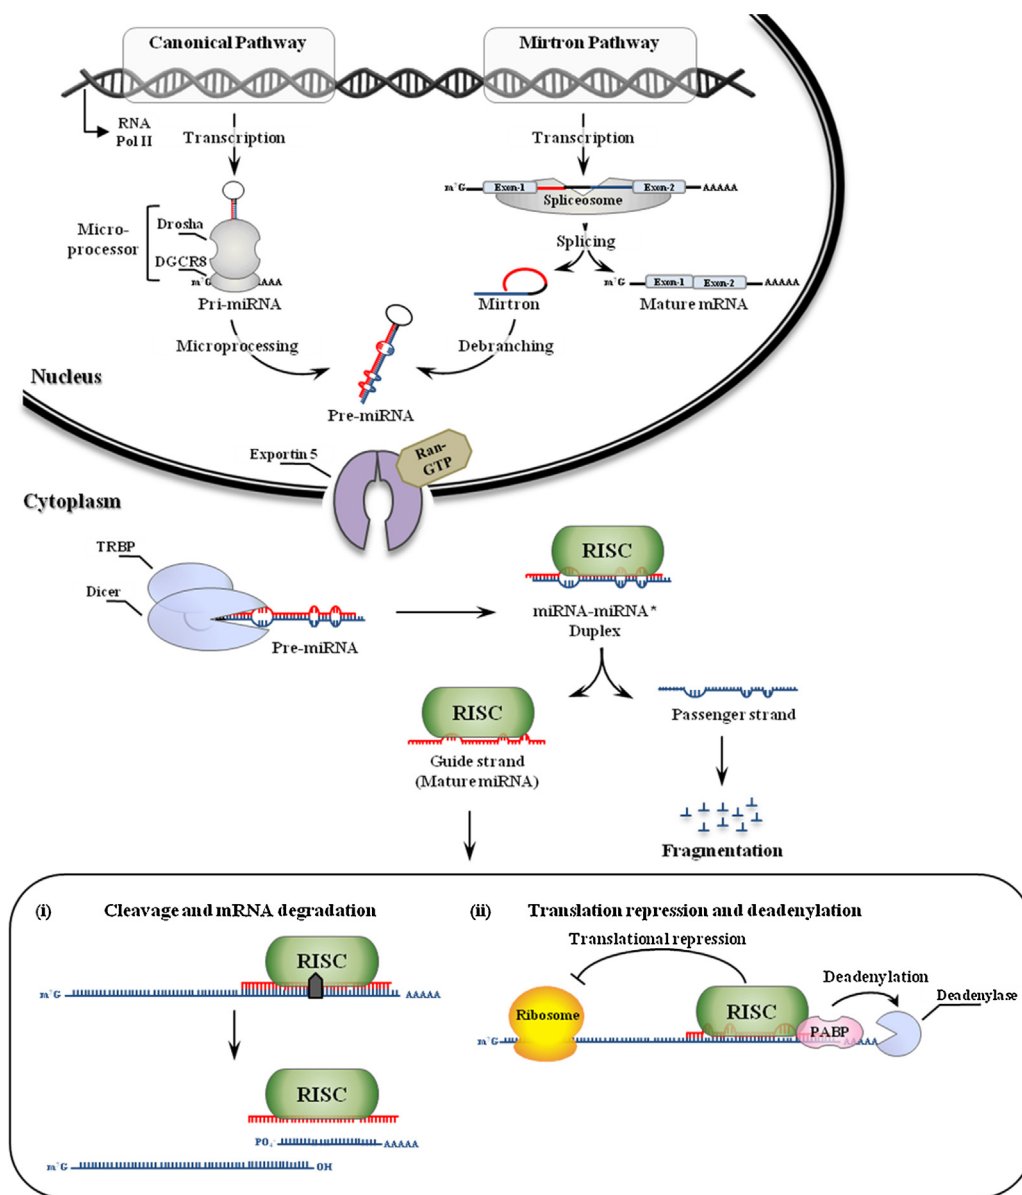 Canonical Pathway
Mirtron Pathway
RNA
Pol II
Transcription
Transcription
m7G
Exon-1
Exon-2
AAAAA
Spliceosome
Micro-
processor
Drosha
DGCR8
m7G
AAA
Pri-miRNA
Splicing
Mirtron
m7G
Exon-1
Exon-2
AAAAA
Mature mRNA
Microprocessing
Debranching
Nucleus
Pre-miRNA
Exportin 5
Ran-
GTP
Cytoplasm
TRBP
Dicer
Pre-miRNA
RISC
miRNA-miRNA*
Duplex
RISC
Guide strand
(Mature miRNA)
Passenger strand
Fragmentation
(i)
Cleavage and mRNA degradation
RISC
m7G
AAAAA
RISC
PO4-
AAAAA
m7G
OH
(ii)
Translation repression and deadenylation
Translational repression
Deadenylation
Deadenylase
Ribosome
RISC
PABP
m7G
AAAAA